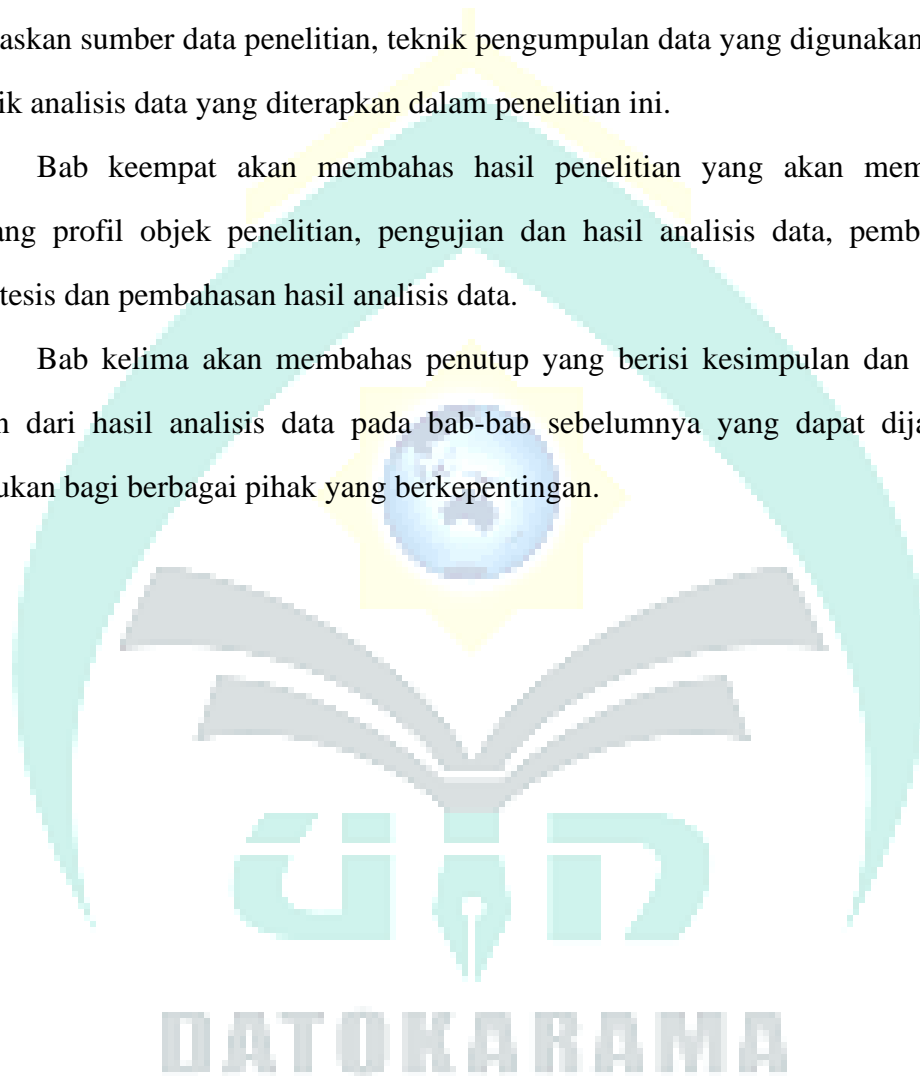 askan sumber data penelitian, teknik pengumpulan data yang digunakan
ik analisis data yang diterapkan dalam penelitian ini.
Bab keempat akan membahas hasil penelitian yang akan mem
ang profil objek penelitian, pengujian dan hasil analisis data, pemb
tesis dan pembahasan hasil analisis data.
Bab kelima akan membahas penutup yang berisi kesimpulan dan
n dari hasil analisis data pada bab-bab sebelumnya yang dapat dija
ukan bagi berbagai pihak yang berkepentingan.
UIN
DATOKARAMA